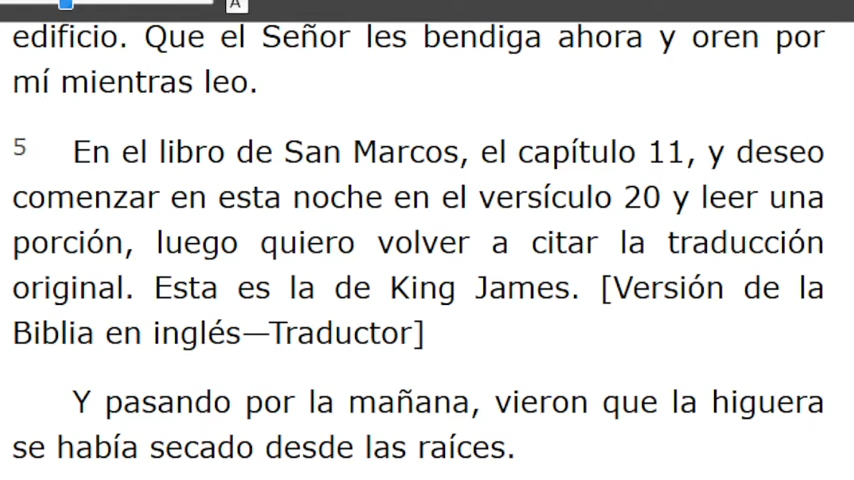 A
edificio. Que el Señor les bendiga ahora y oren por
mí mientras leo.
5 En el libro de San Marcos, el capítulo 11, y deseo
comenzar en esta noche en el versículo 20 y leer una
porción, luego quiero volver a citar la traducción
original. Esta es la de King James. [Versión de la
Biblia en inglés—Traductor]
Y pasando por la mañana, vieron que la higuera
se había secado desde las raíces.